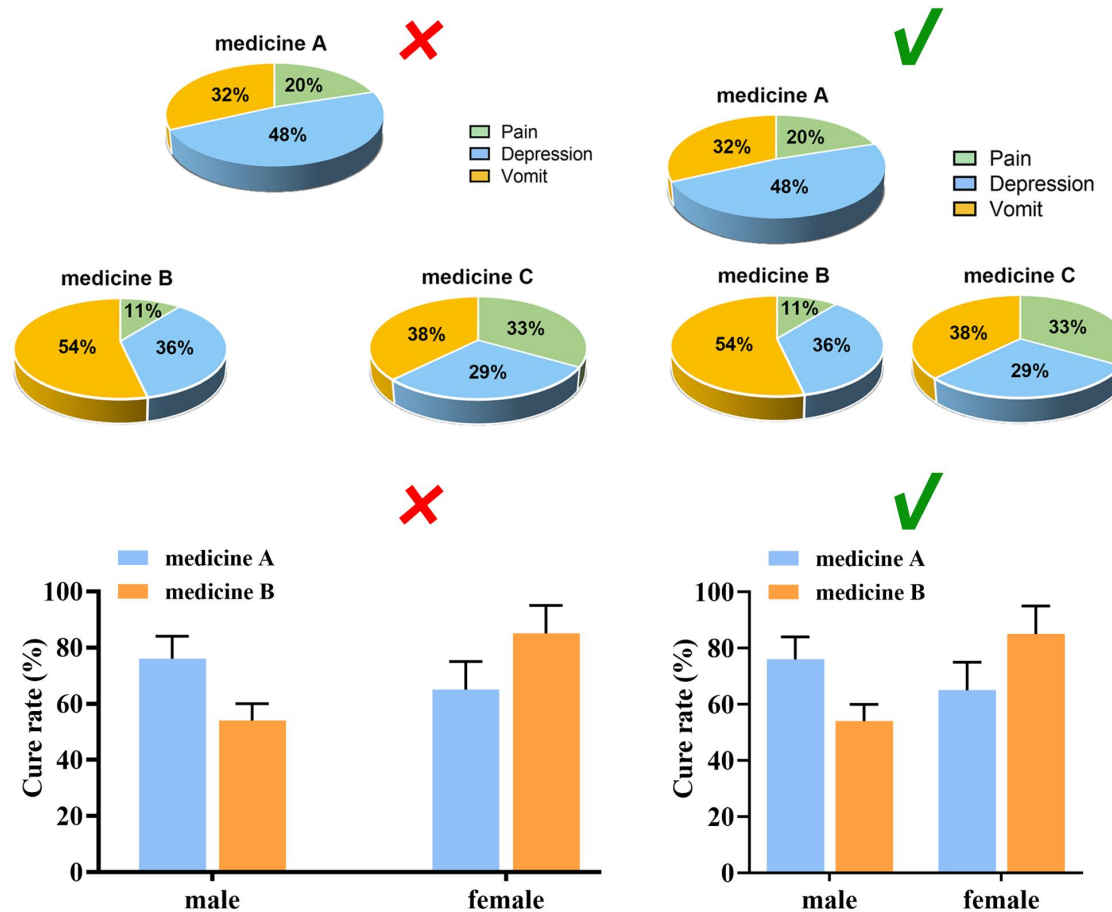 medicine A
32%
20%
48%
Pain
Depression
Vomit
medicine B
11%
54%
36%
medicine C
38%
33%
29%
medicine A
32%
20%
48%
Pain
Depression
Vomit
medicine B
11%
54%
36%
medicine C
38%
33%
29%
medicine A
medicine B
Cure rate (%)
100
80
60
40
20
0
male
female
medicine A
medicine B
Cure rate (%)
100
80
60
40
20
0
male
female